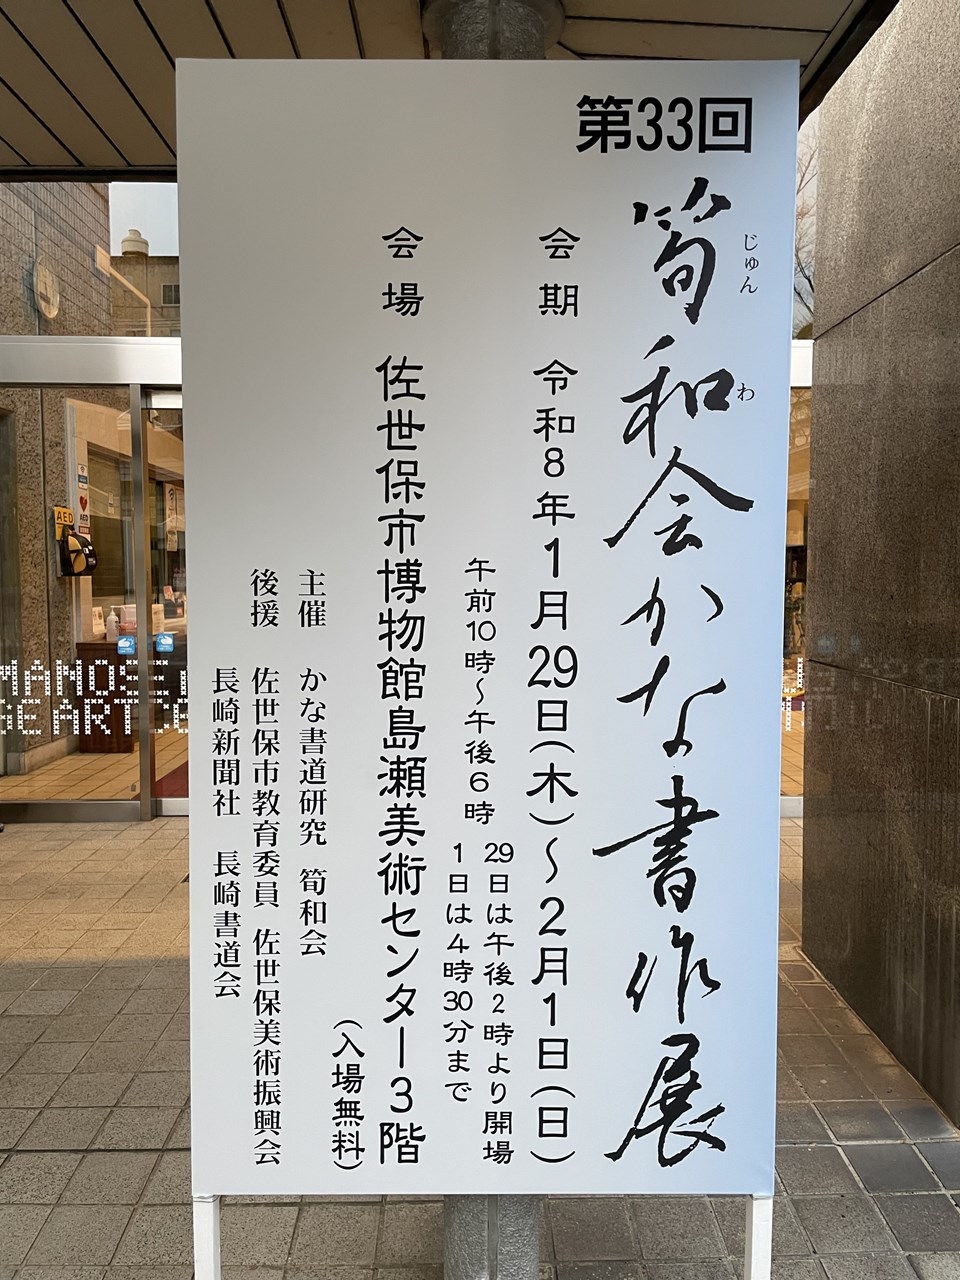 第33回
筍和会かな書作展
じゅん
わ
会期 令和8年1月29日(木)〜2月1日(日)
午前10時〜午後6時
29日は午後2時より開場
1日は4時30分まで
会場 佐世保市博物館島瀬美術センター3階
(入場無料)
主催 かな書道研究 筍和会
後援 佐世保市教育委員 佐世保美術振興会
長崎新聞社 長崎書道会
AED
AED